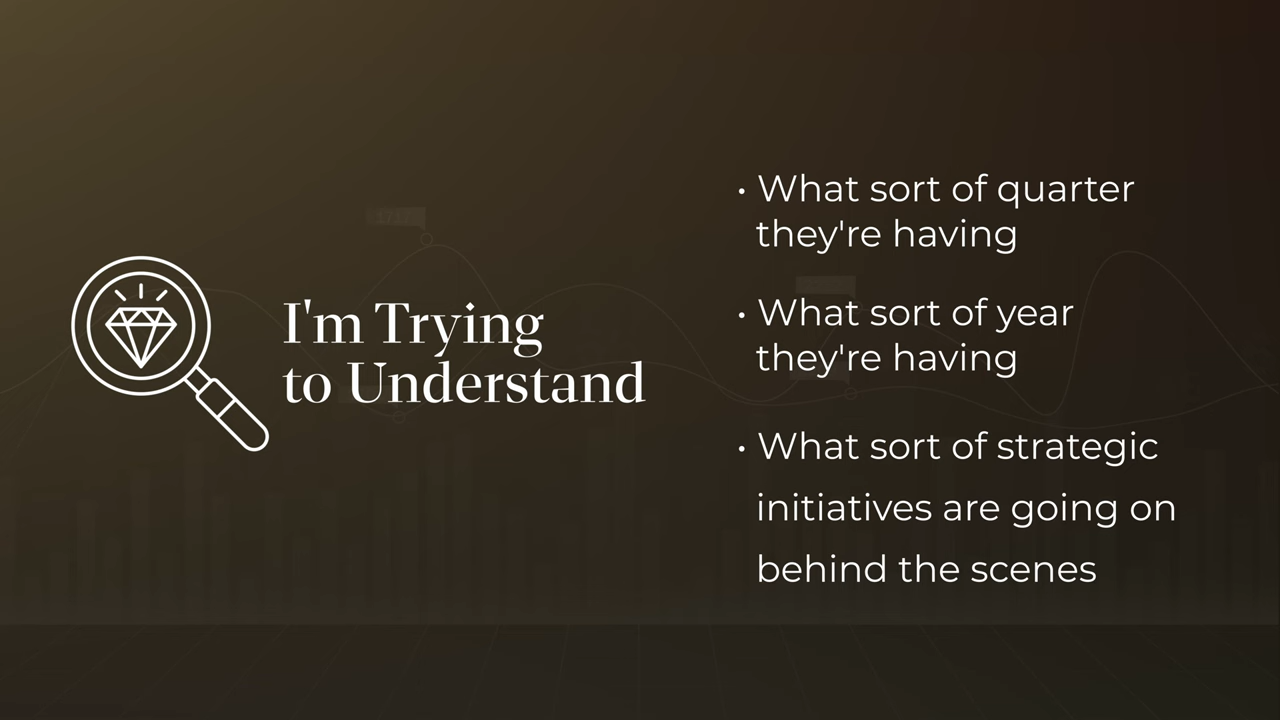 I'm Trying
to Understand
• What sort of quarter
they're having
• What sort of year
they're having
• What sort of strategic
initiatives are going on
behind the scenes